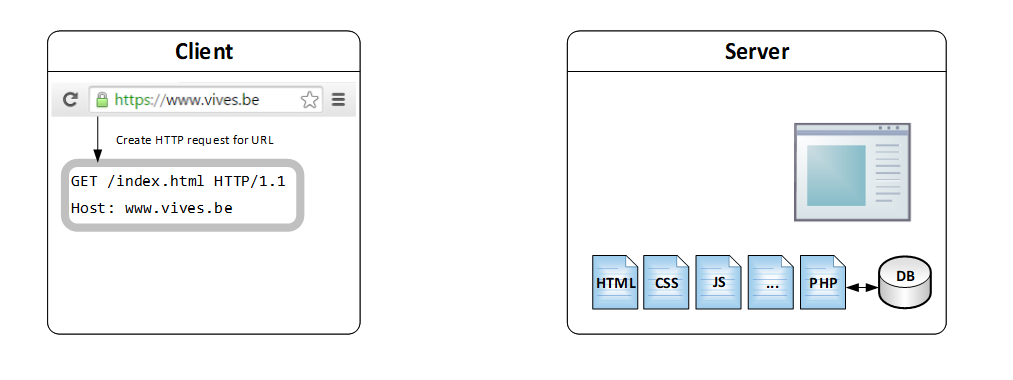 Client
https://www.vives.be
Create HTTP request for URL
GET /index.html HTTP/1.1
Host: www.vives.be
Server
HTML
CSS
JS
...
PHP
DB